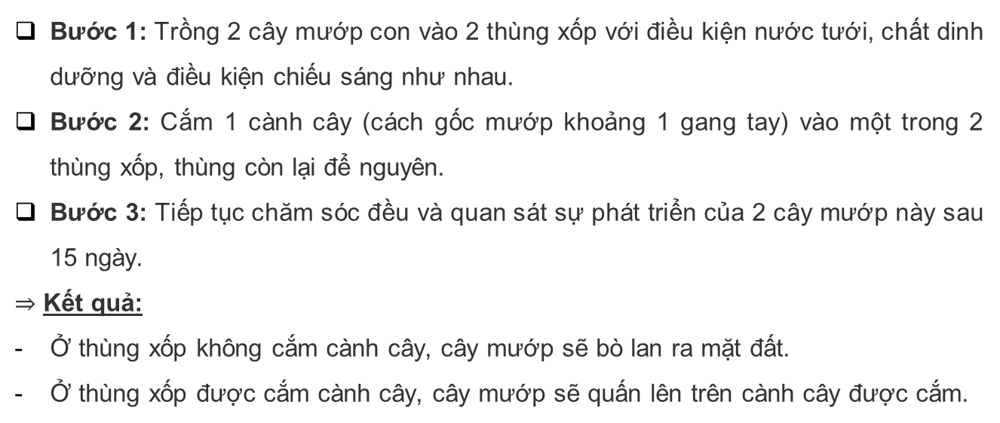 ❑ Bước 1: Trồng 2 cây mướp con vào 2 thùng xốp với điều kiện nước tưới, chất dinh
dưỡng và điều kiện chiếu sáng như nhau.
❑ Bước 2: Cắm 1 cành cây (cách gốc mướp khoảng 1 gang tay) vào một trong 2
thùng xốp, thùng còn lại để nguyên.
❑ Bước 3: Tiếp tục chăm sóc đều và quan sát sự phát triển của 2 cây mướp này sau
15 ngày.
⇒ Kết quả:
- Ở thùng xốp không cắm cành cây, cây mướp sẽ bò lan ra mặt đất.
- Ở thùng xốp được cắm cành cây, cây mướp sẽ quấn lên trên cành cây được cắm.